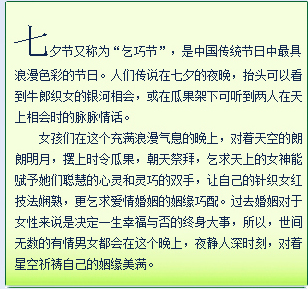 七夕节又称为“乞巧节”，是中国传统节日中最具
浪漫色彩的节日。人们传说在七夕的夜晚，抬头可以看
到牛郎织女的银河相会，或在瓜果架下可听到两人在天
上相会时的脉脉情话。
女孩们在这个充满浪漫气息的晚上，对着天空的朗
朗明月，摆上时令瓜果，朝天祭拜，乞求天上的女神能
赋予她们聪慧的心灵和灵巧的双手，让自己的针织女红
技法娴熟，更乞求爱情婚姻的姻缘巧配。过去婚姻对于
女性来说是决定一生幸福与否的终身大事，所以，世间
无数的有情男女都会在这个晚上，夜静人深时刻，对着
星空祈祷自己的姻缘美满。